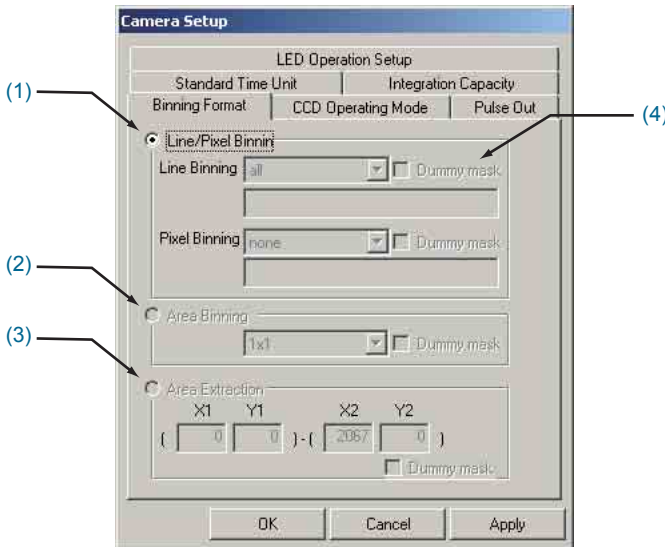 Camera Setup
LED Operation Setup
Standard Time Unit Integration Capacity
(1)
Binning Format CCD Operating Mode Pulse Out
(4)
Line/Pixel Binnin
Line Binning all Dummy mask
Pixel Binning none Dummy mask
(2)
Area Binning
(3)
1x1 Dummy mask
Area Extraction
X1 Y1 X2 Y2
( 0 0 ) - ( 2067 0 )
Dummy mask
OK Cancel Apply